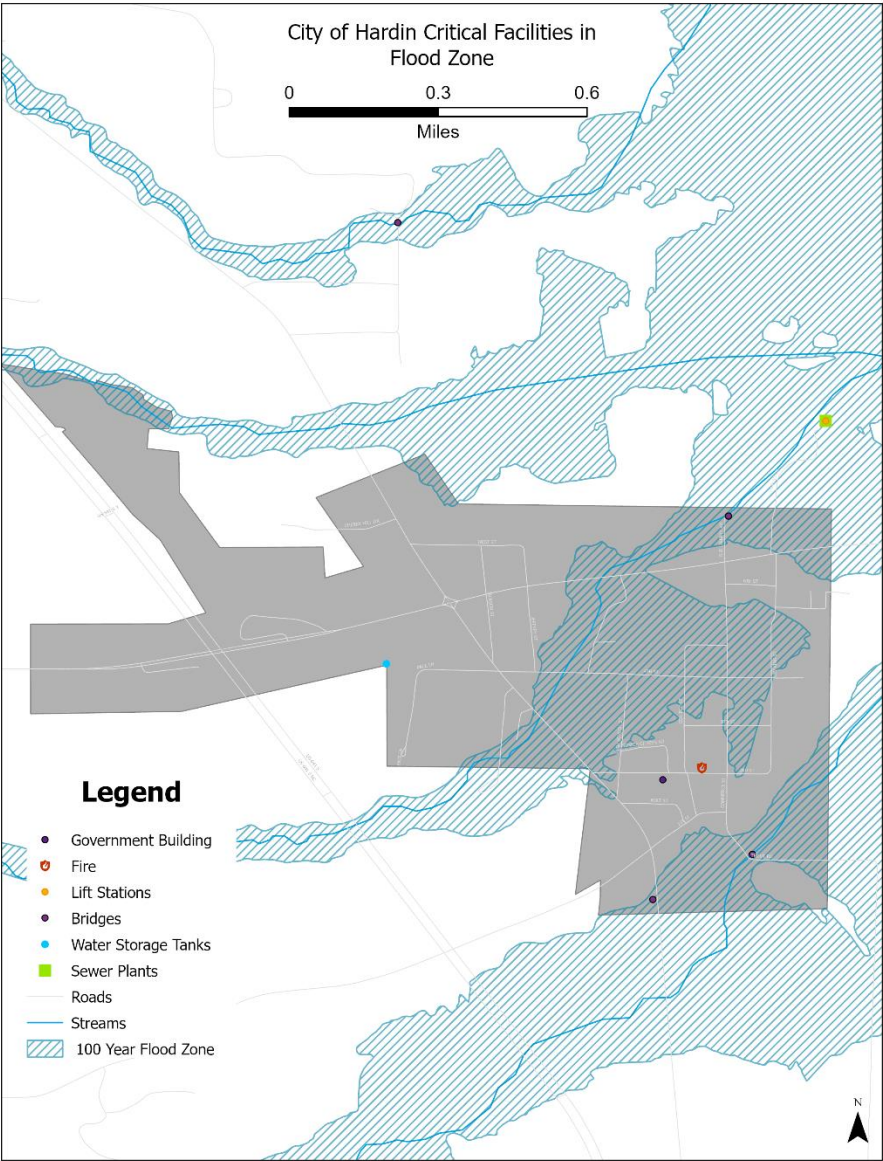 City of Hardin Critical Facilities in
Flood Zone
0 0.3 0.6
Miles
Legend
Government Building
Fire
Lift Stations
Bridges
Water Storage Tanks
Sewer Plants
Roads
Streams
100 Year Flood Zone
N